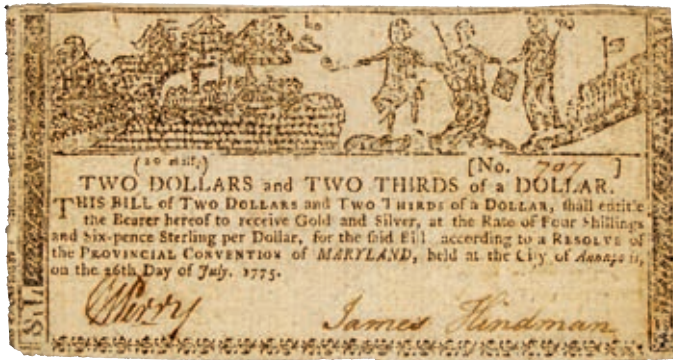 (20 mills.) [No. 707 ]
TWO DOLLARS and TWO THIRDS of a DOLLAR.
THIS BILL of TWO DOLLARS and TWO THIRDS of a DOLLAR, shall entitle
the Bearer hereof to receive Gold and Silver, at the Rate of Four Shillings
and Six-pence Sterling per Dollar, for the said Bill according to a RESOLVE of
the PROVINCIAL CONVENTION of MARYLAND, held at the City of Annapolis,
on the 26th Day of July. 1775.
James Hindman